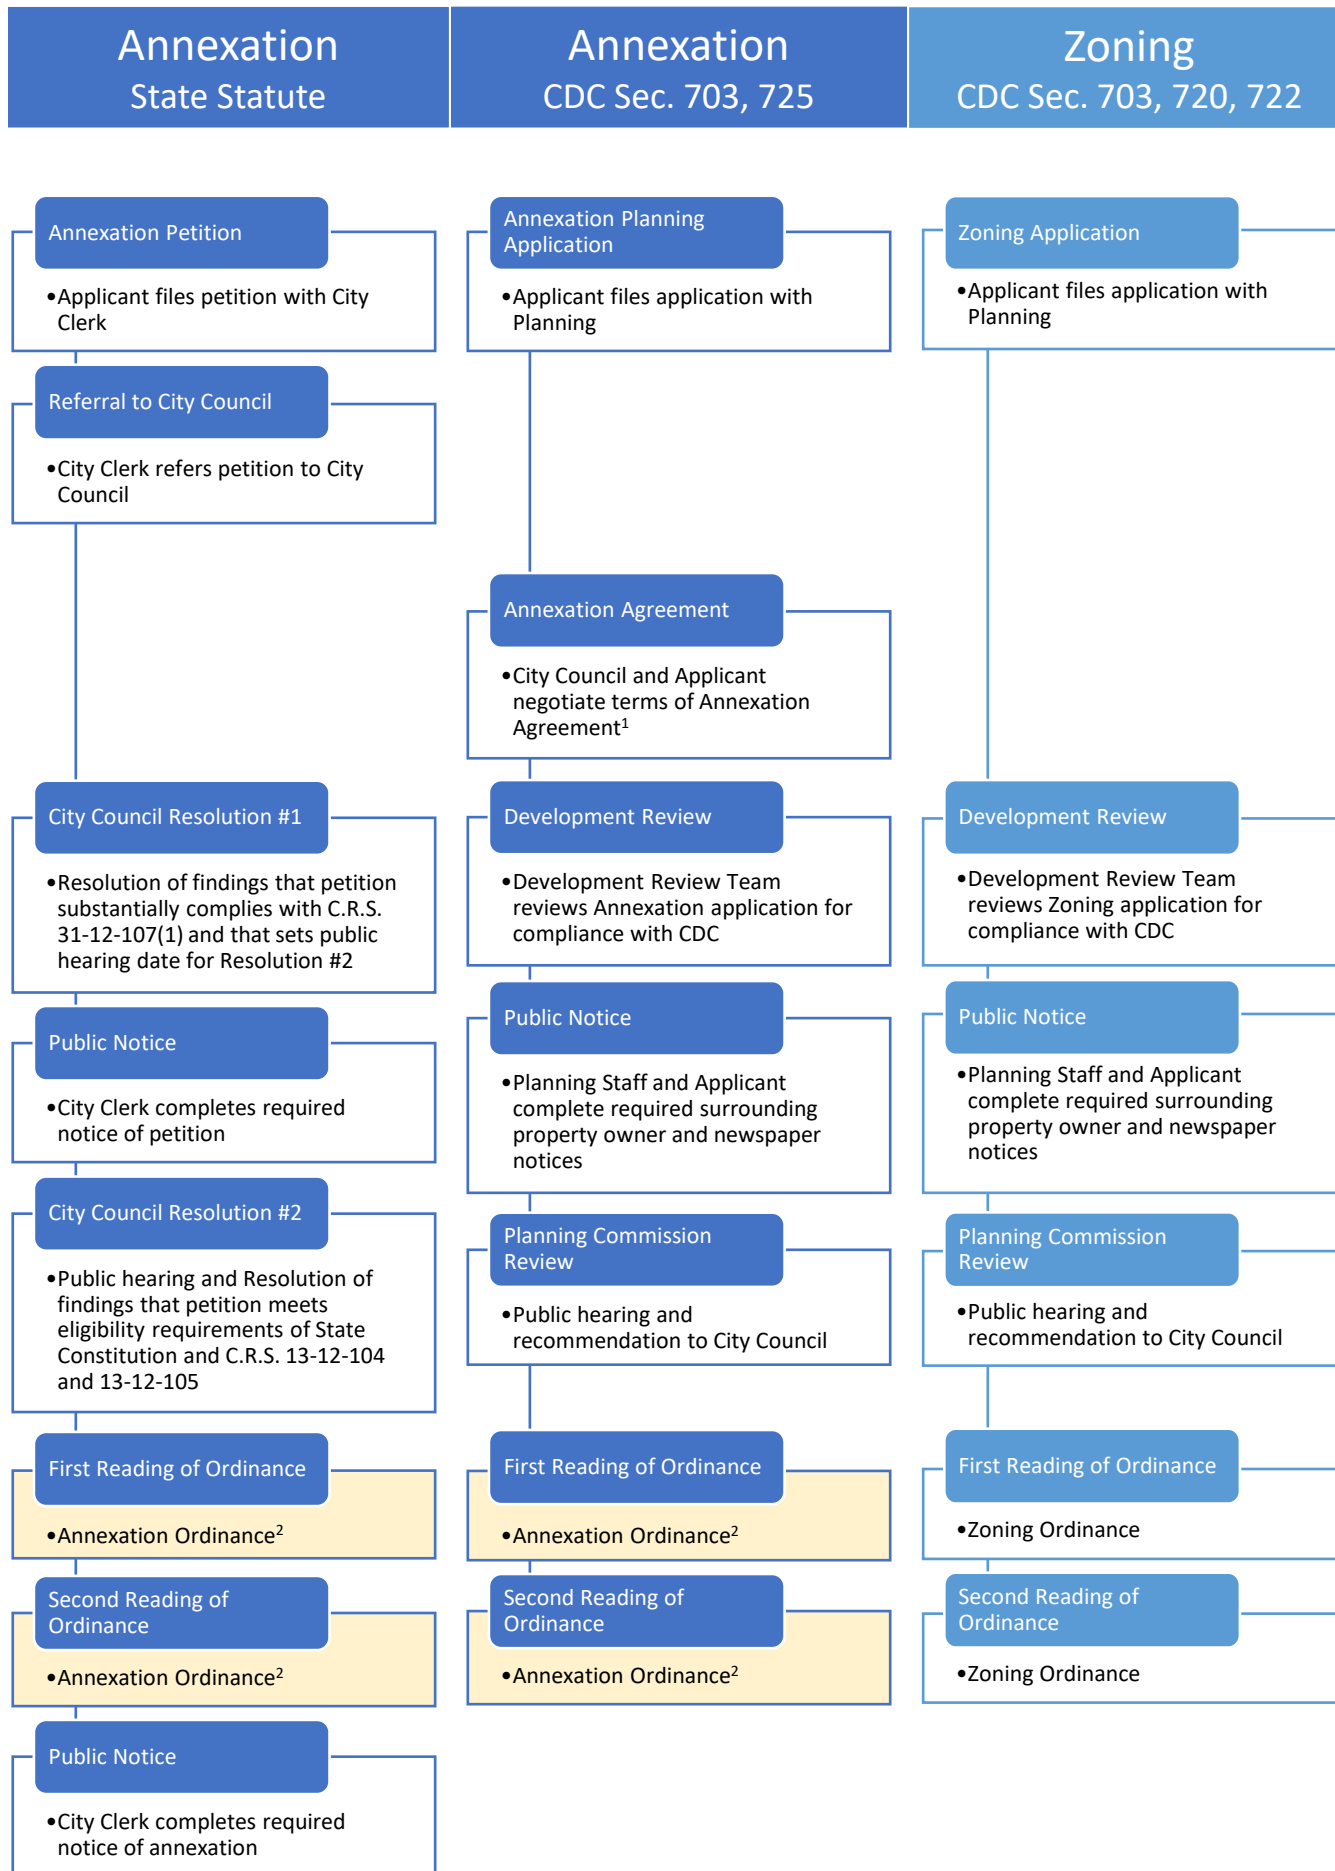 Annexation
State Statute
Annexation
CDC Sec. 703, 725
Zoning
CDC Sec. 703, 720, 722
Annexation Petition
•Applicant files petition with City
Clerk
Referral to City Council
•City Clerk refers petition to City
Council
City Council Resolution #1
•Resolution of findings that petition
substantially complies with C.R.S.
31-12-107(1) and that sets public
hearing date for Resolution #2
Public Notice
•City Clerk completes required
notice of petition
City Council Resolution #2
•Public hearing and Resolution of
findings that petition meets
eligibility requirements of State
Constitution and C.R.S. 13-12-104
and 13-12-105
First Reading of Ordinance
•Annexation Ordinance²
Second Reading of
Ordinance
•Annexation Ordinance²
Public Notice
•City Clerk completes required
notice of annexation
Annexation Planning
Application
•Applicant files application with
Planning
Annexation Agreement
•City Council and Applicant
negotiate terms of Annexation
Agreement¹
Development Review
•Development Review Team
reviews Annexation application for
compliance with CDC
Public Notice
•Planning Staff and Applicant
complete required surrounding
property owner and newspaper
notices
Planning Commission
Review
•Public hearing and
recommendation to City Council
First Reading of Ordinance
•Annexation Ordinance²
Second Reading of
Ordinance
•Annexation Ordinance²
Zoning Application
•Applicant files application with
Planning
Development Review
•Development Review Team
reviews Zoning application for
compliance with CDC
Public Notice
•Planning Staff and Applicant
complete required surrounding
property owner and newspaper
notices
Planning Commission
Review
•Public hearing and
recommendation to City Council
First Reading of Ordinance
•Zoning Ordinance
Second Reading of
Ordinance
•Zoning Ordinance